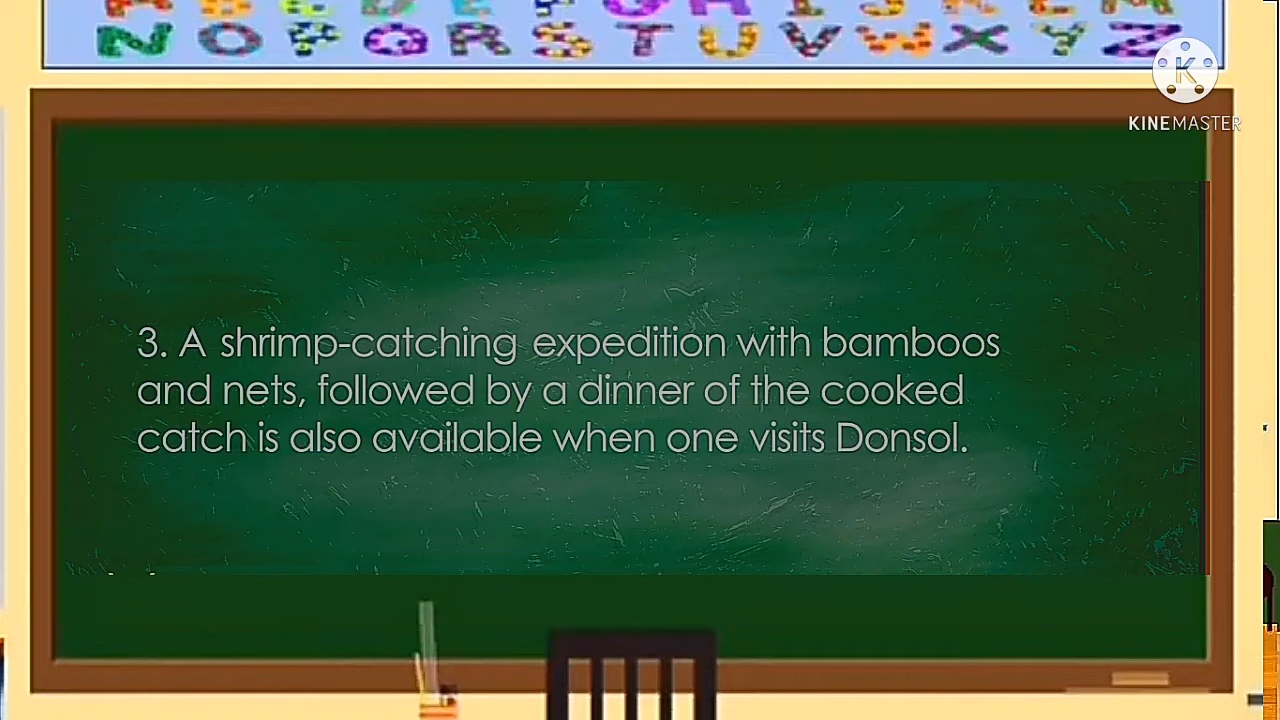 A B C D E F G H I J K L M
N O P Q R S T U V W X Y Z
K
KINEMASTER
3. A shrimp-catching expedition with bamboos
and nets, followed by a dinner of the cooked
catch is also available when one visits Donsol.